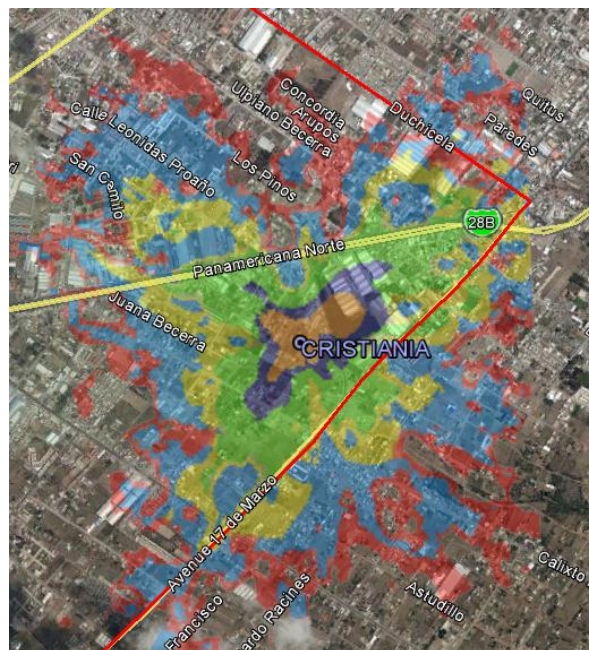 Quitus
Concordia
Arupos
Ulpiano Becerra
Duchicela
Paredes
Calle Leonidas Proaño
Los Pinos
San Camilo
28B
Panamericana Norte
Juana Becerra
CRISTIANIA
Avenue 17 de Marzo
Calixto
Astudillo
Francisco
ardo Racines